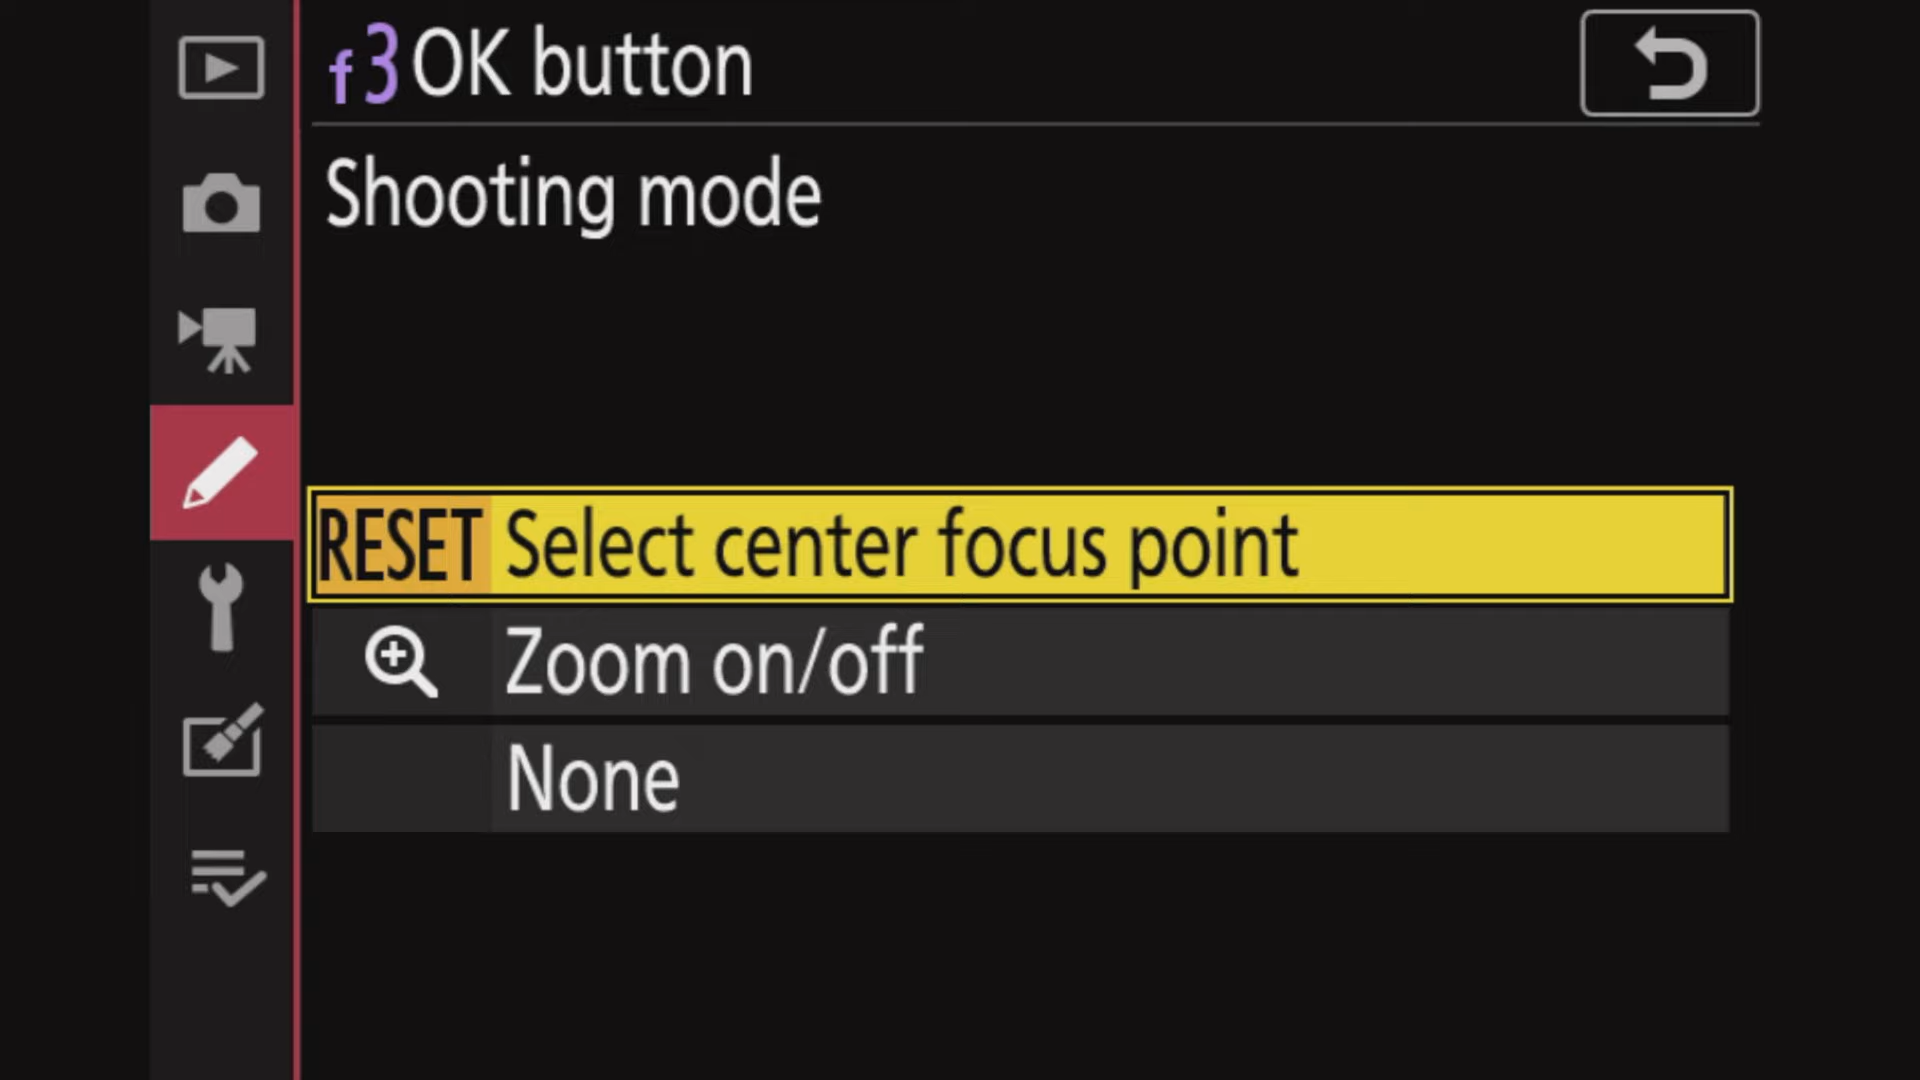 f3 OK button
Shooting mode
RESET Select center focus point
Zoom on/off
None